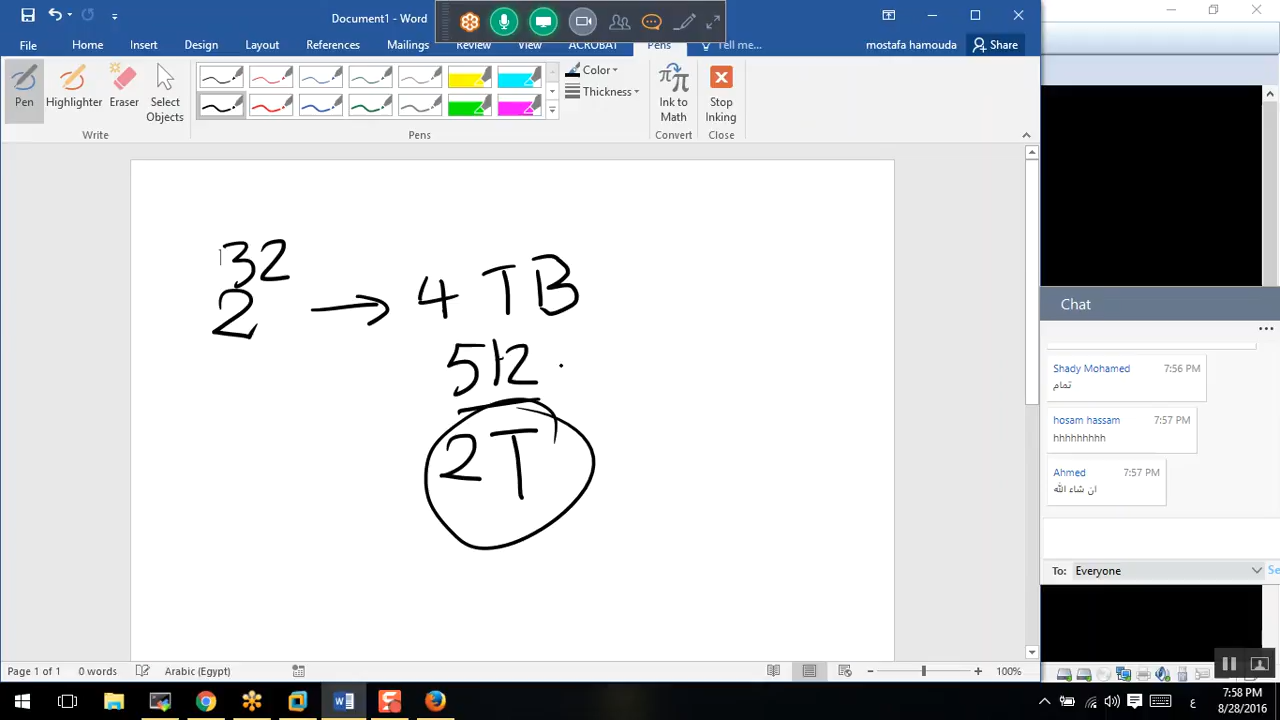 Document1 - Word
File
Home
Insert
Design
Layout
References
Mailings
Review
View
ACROBAT
Pens
Tell me...
mostafa hamouda
Share
Pen
Highlighter
Eraser
Select Objects
Color
Thickness
Ink to Math
Stop Inking
Write
Pens
Convert
Close
32
2 → 4 TB
512
2T
Chat
Shady Mohamed 7:56 PM
تمام
hosam hassam 7:57 PM
hhhhhhhhh
Ahmed 7:57 PM
ان شاء الله
To: Everyone
Page 1 of 1
0 words
Arabic (Egypt)
100%
ع
7:58 PM
8/28/2016